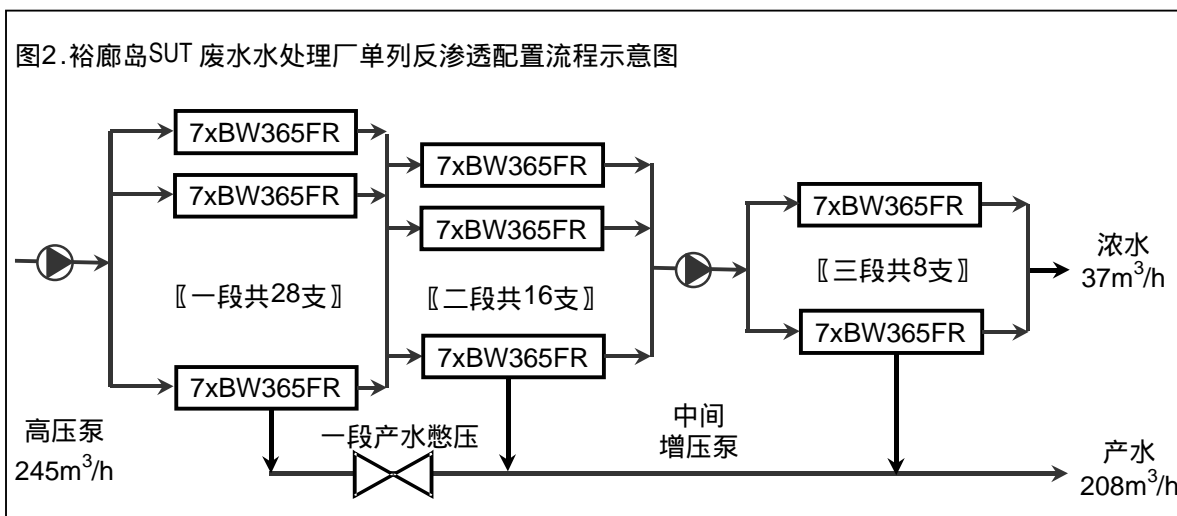 图2.裕廊岛SUT 废水水处理厂单列反渗透配置流程示意图
7xBW365FR
7xBW365FR
〖一段共28支〗
7xBW365FR
7xBW365FR
7xBW365FR
〖二段共16支〗
7xBW365FR
7xBW365FR
〖三段共8支〗
7xBW365FR
浓水
37m³/h
高压泵
245m³/h
一段产水憋压
中间
增压泵
产水
208m³/h